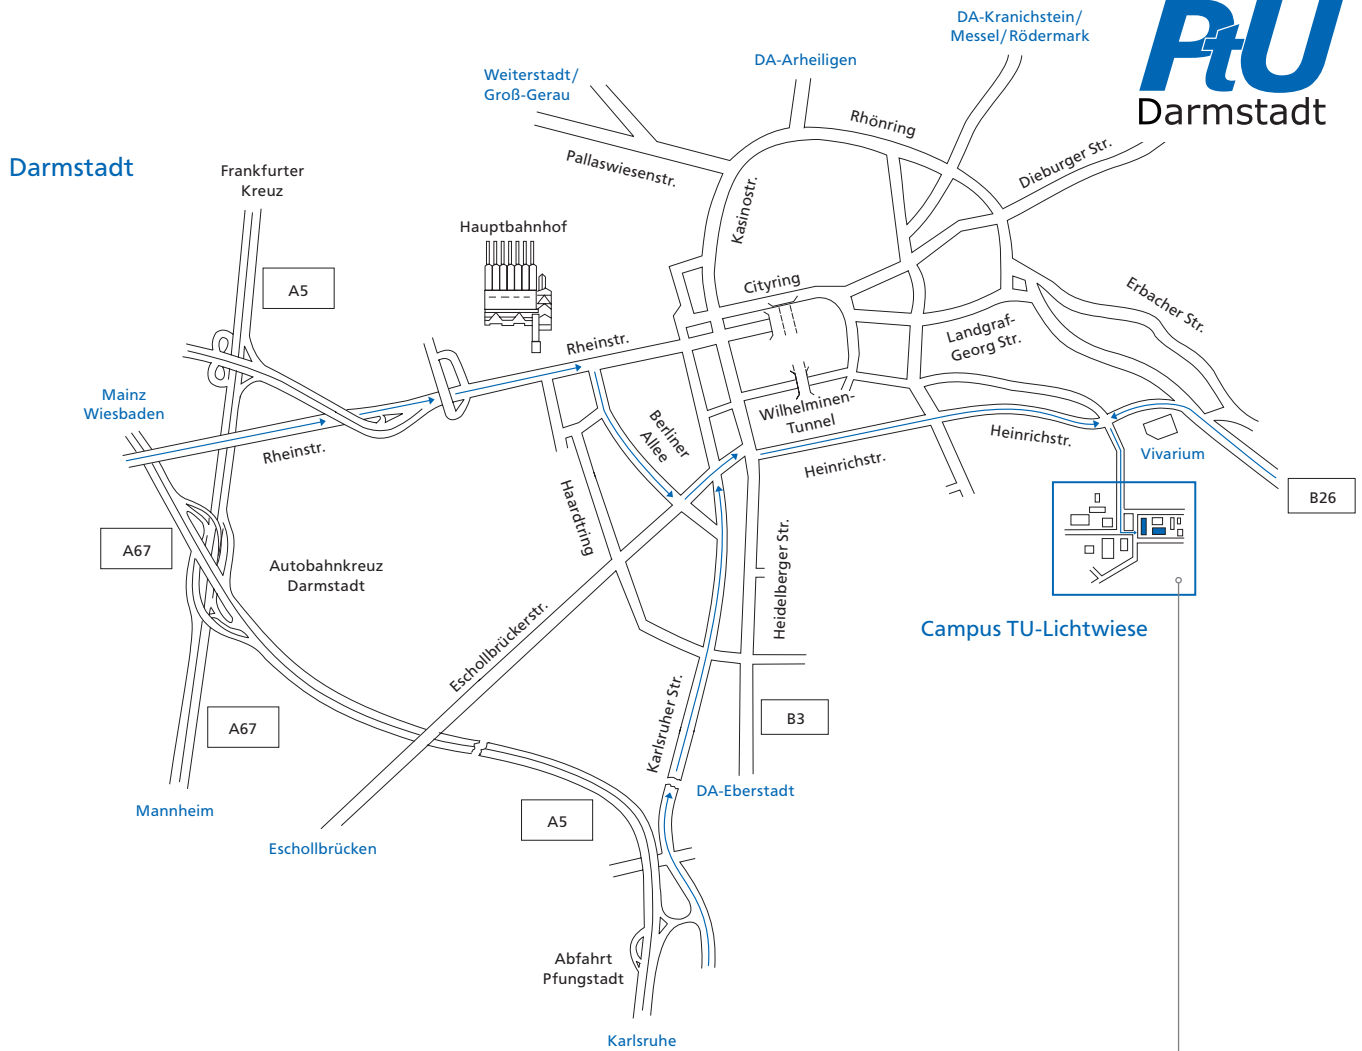 DA-Kranichstein/
Messel/Rödermark
PtU
Darmstadt
DA-Arheiligen
Weiterstadt/
Groß-Gerau
Rhönring
Dieburger Str.
Pallaswiesenstr.
Darmstadt
Frankfurter
Kreuz
Kasinostr.
Hauptbahnhof
A5
Cityring
Erbacher Str.
Landgraf-
Georg Str.
Rheinstr.
Mainz
Wiesbaden
Wilhelminen-
Tunnel
Berliner
Allee
Heinrichstr.
Rheinstr.
Heinrichstr.
Vivarium
B26
Haardtring
A67
Heidelberger Str.
Autobahnkreuz
Darmstadt
Campus TU-Lichtwiese
Eschollbrückerstr.
Karlsruher Str.
B3
A67
DA-Eberstadt
Mannheim
A5
Eschollbrücken
Abfahrt
Pfungstadt
Karlsruhe